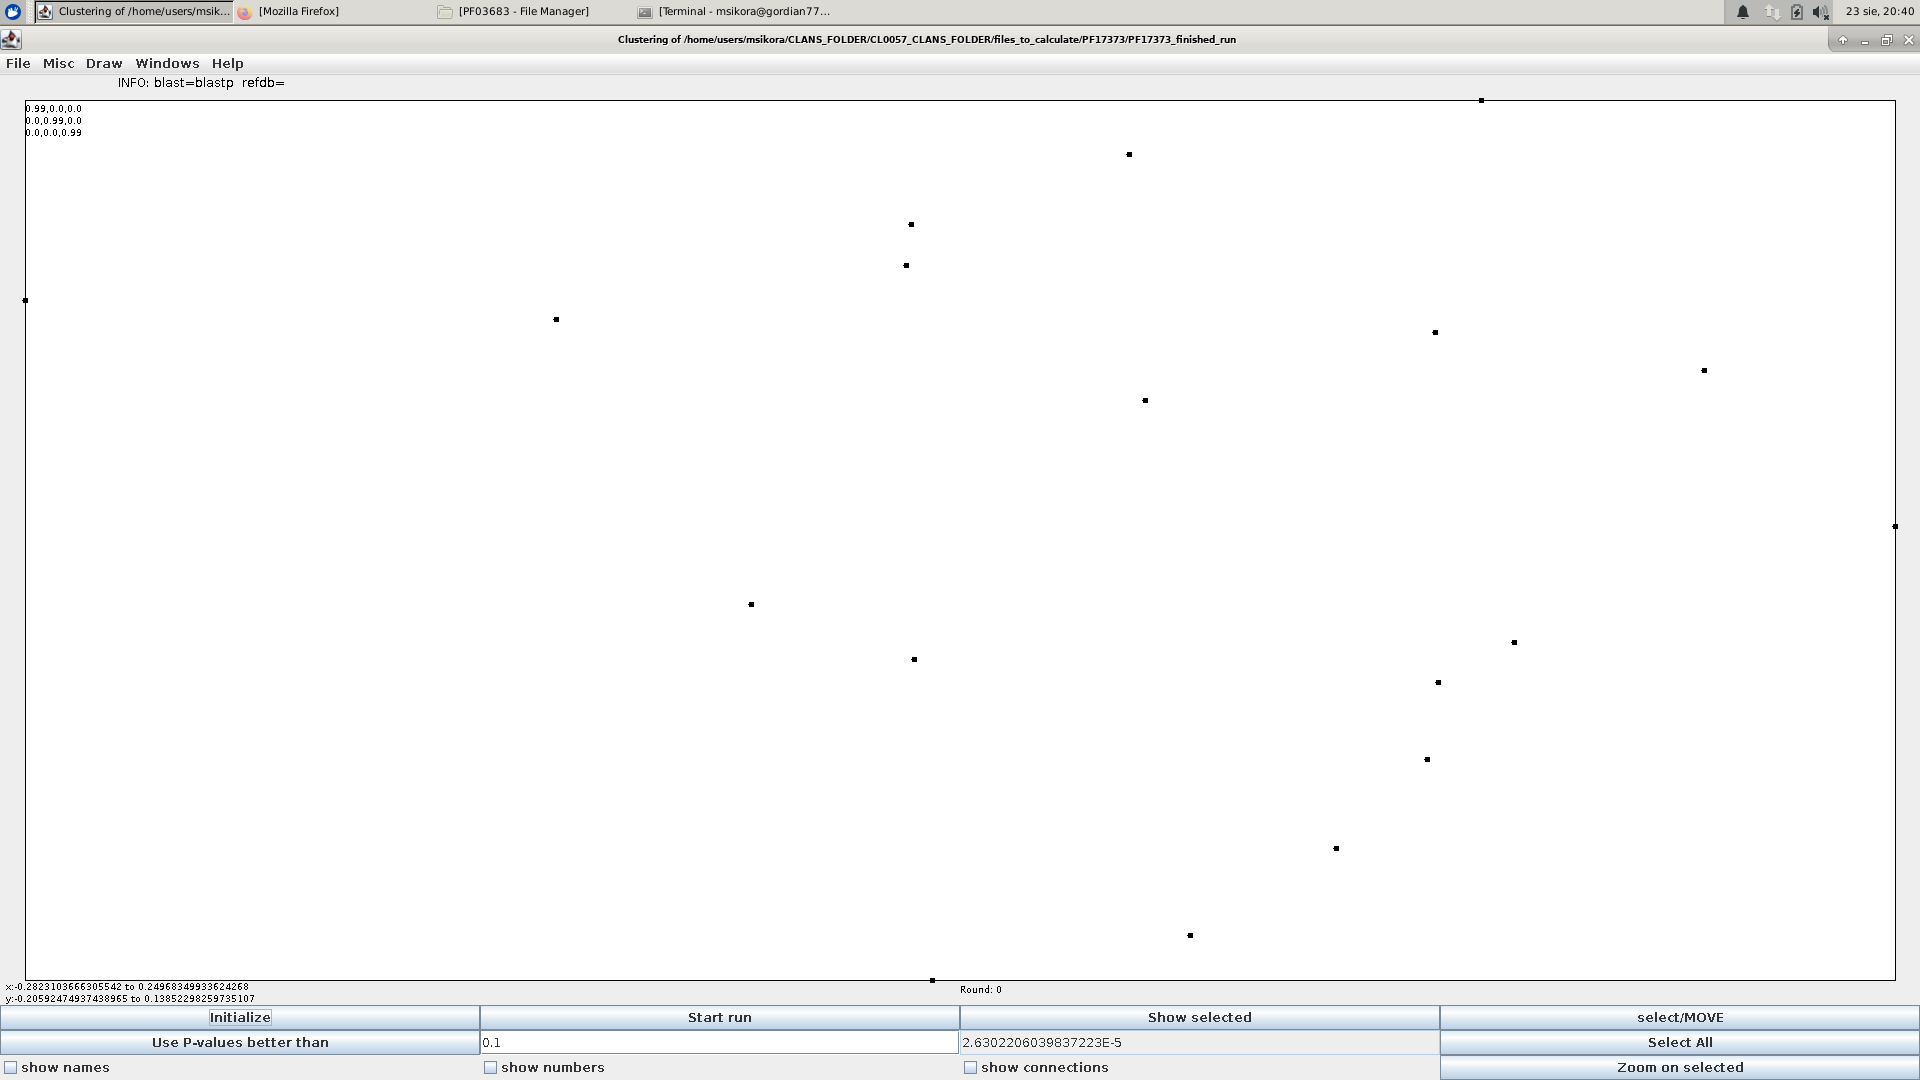 Clustering of /home/users/msik... [Mozilla Firefox] [PF03683 - File Manager] [Terminal - msikora@gordian77... 23 sie, 20:40
Clustering of /home/users/msikora/CLANS_FOLDER/CL0057_CLANS_FOLDER/files_to_calculate/PF17373/PF17373_finished_run
File Misc Draw Windows Help
INFO: blast=blastp refdb=
0.99,0.0,0.0
0.0,0.99,0.0
0.0,0.0,0.99
x:-0.2823103666305542 to 0.24968349933624268
Round: 0
y:-0.20592474937438965 to 0.13852298259735107
Initialize Start run Show selected select/MOVE
Use P-values better than 0.1 2.6302206039837223E-5 Select All
show names show numbers show connections Zoom on selected